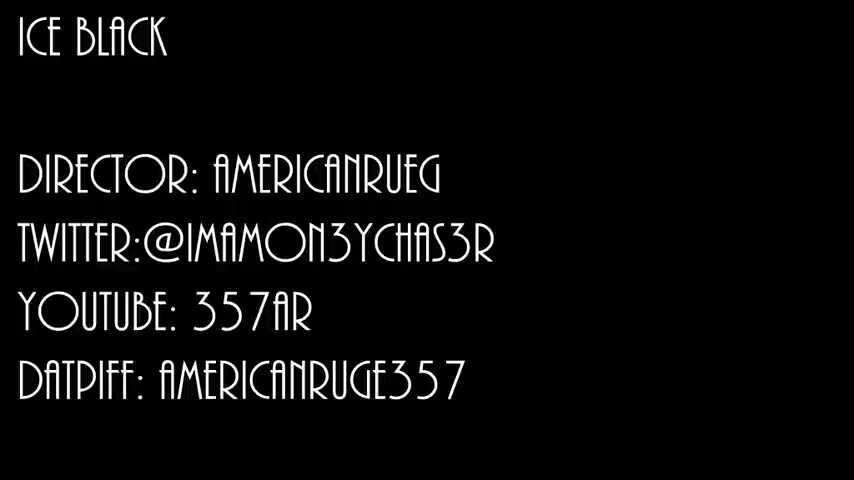 ICE BLACK
DIRECTOR: AMERICANRUEG
TWITTER:@IMAMON3YCHAS3R
YOUTUBE: 357AR
DATPIFF: AMERICANRUGE357